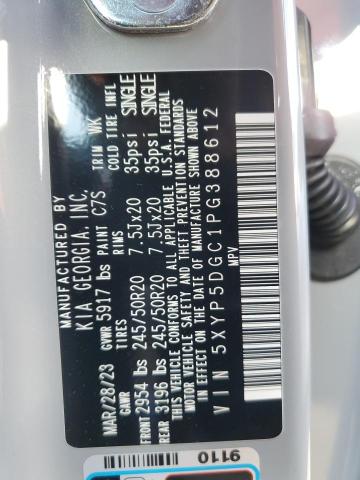 MANUFACTURED BY
KIA GEORGIA, INC.
MAR/28/23 GVWR 5917 lbs PAINT C7S TRIM WK
GAWR TIRES RIMS COLD TIRE INFL
FRONT 2954 lbs 245/50R20 7.5Jx20 35psi SINGLE
REAR 3196 lbs 245/50R20 7.5Jx20 35psi SINGLE
THIS VEHICLE CONFORMS TO ALL APPLICABLE U.S.A. FEDERAL
MOTOR VEHICLE SAFETY AND THEFT PREVENTION STANDARDS
IN EFFECT ON THE DATE OF MANUFACTURE SHOWN ABOVE
MPV
VIN 5XYP5DGC1PG388612
9110